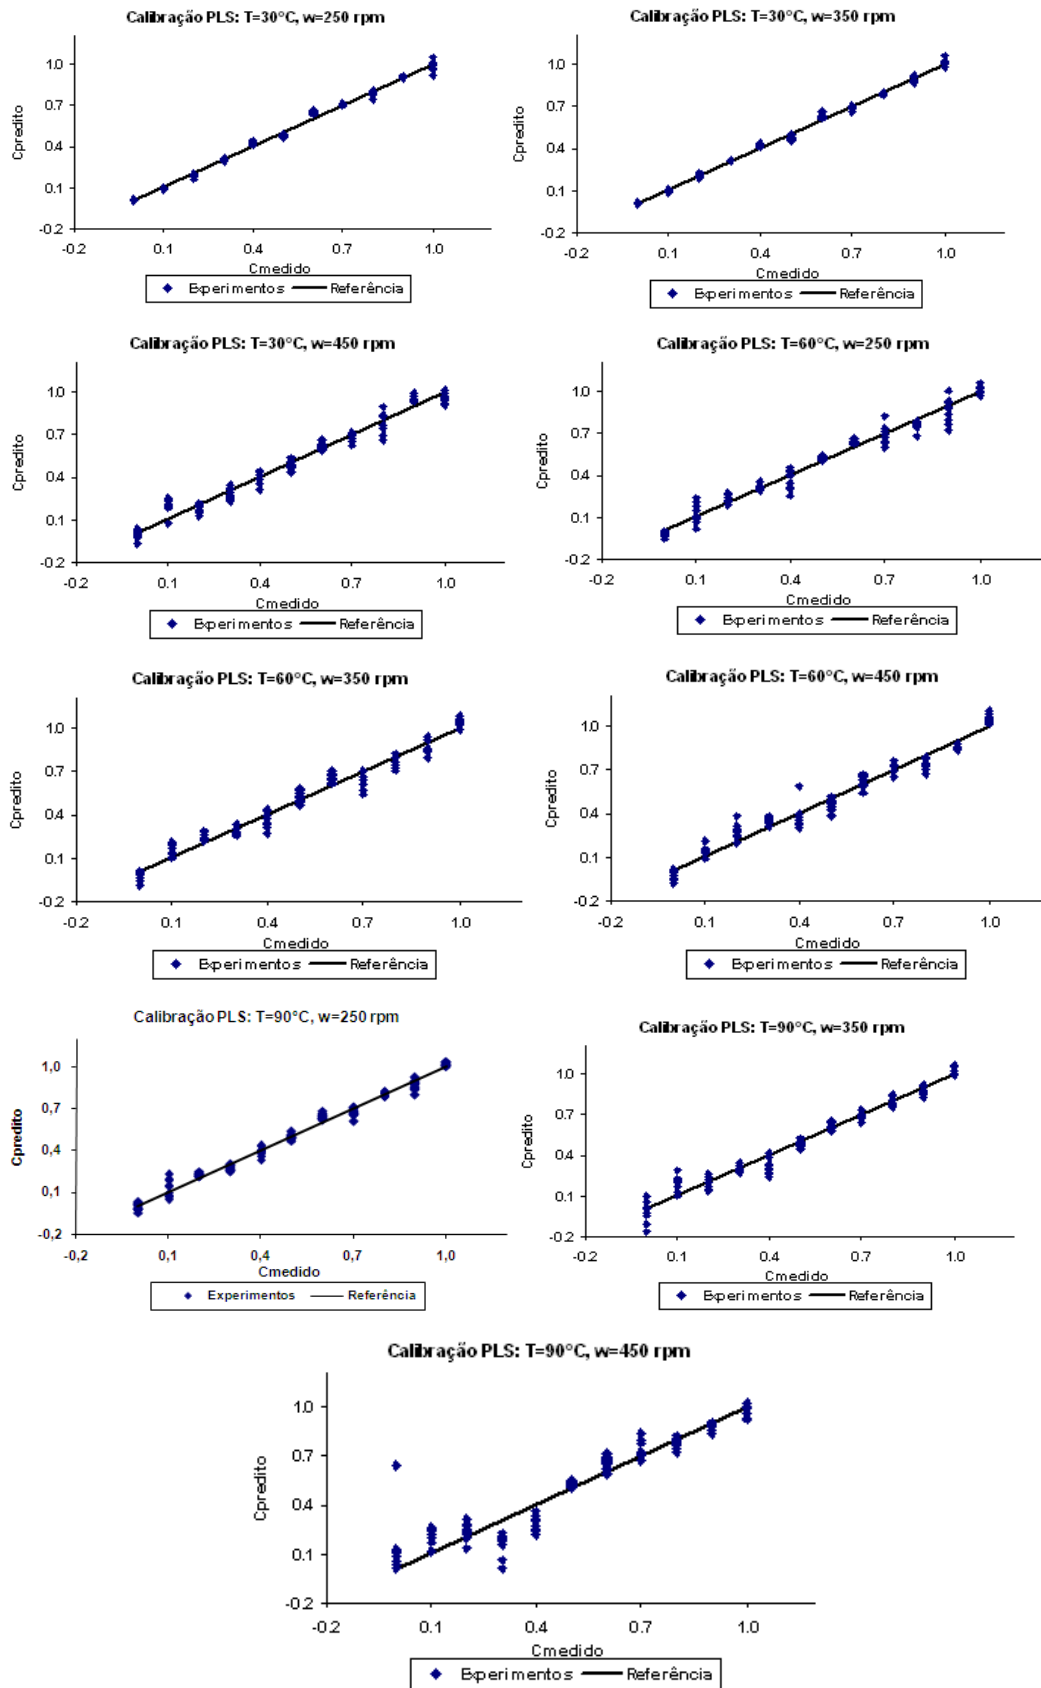 Calibração PLS: T=30°C, w=250 rpm
1.0
0.7
0.4
0.1
-0.2
Cpredito
-0.2 0.1 0.4 0.7 1.0
Cmedido
Experimentos Referência
Calibração PLS: T=30°C, w=350 rpm
1.0
0.7
0.4
0.1
-0.2
Cpredito
-0.2 0.1 0.4 0.7 1.0
Cmedido
Experimentos Referência
Calibração PLS: T=30°C, w=450 rpm
1.0
0.7
0.4
0.1
-0.2
Cpredito
-0.2 0.1 0.4 0.7 1.0
Cmedido
Experimentos Referência
Calibração PLS: T=60°C, w=250 rpm
1.0
0.7
0.4
0.1
-0.2
Cpredito
-0.2 0.1 0.4 0.7 1.0
Cmedido
Experimentos Referência
Calibração PLS: T=60°C, w=350 rpm
1.0
0.7
0.4
0.1
-0.2
Cpredito
-0.2 0.1 0.4 0.7 1.0
Cmedido
Experimentos Referência
Calibração PLS: T=60°C, w=450 rpm
1.0
0.7
0.4
0.1
-0.2
Cpredito
-0.2 0.1 0.4 0.7 1.0
Cmedido
Experimentos Referência
Calibração PLS: T=90°C, w=250 rpm
1,0
0,7
0,4
0,1
-0,2
Cpredito
-0,2 0,1 0,4 0,7 1,0
Cmedido
Experimentos Referência
Calibração PLS: T=90°C, w=350 rpm
1.0
0.7
0.4
0.1
-0.2
Cpredito
-0.2 0.1 0.4 0.7 1.0
Cmedido
Experimentos Referência
Calibração PLS: T=90°C, w=450 rpm
1.0
0.7
0.4
0.1
-0.2
Cpredito
-0.2 0.1 0.4 0.7 1.0
Cmedido
Experimentos Referência